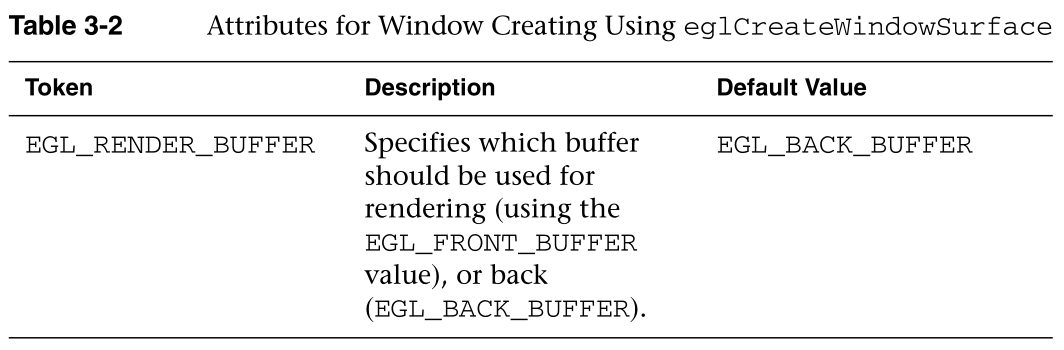 Table 3-2 Attributes for Window Creating Using eglCreateWindowSurface
Token Description Default Value
EGL_RENDER_BUFFER Specifies which buffer EGL_BACK_BUFFER
should be used for
rendering (using the
EGL_FRONT_BUFFER
value), or back
(EGL_BACK_BUFFER).